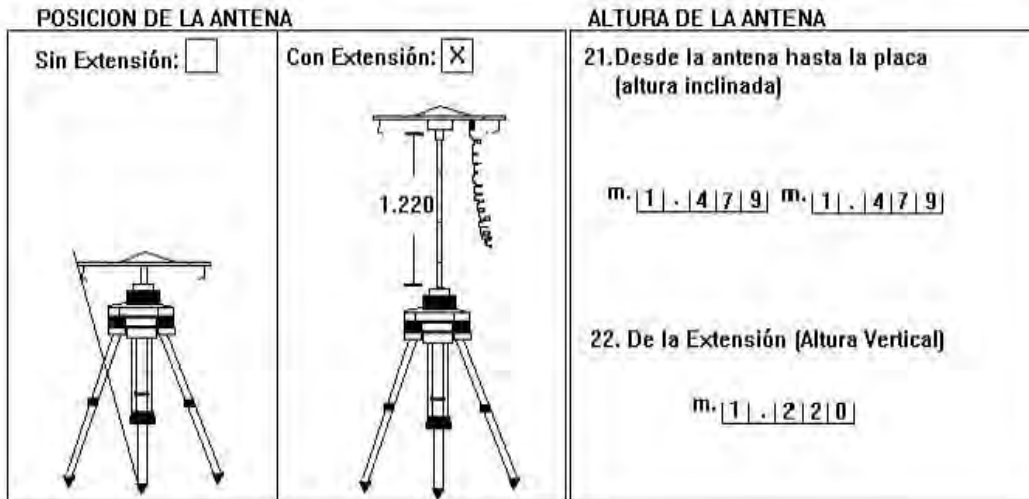 POSICION DE LA ANTENA
Sin Extensión:
Con Extensión: X
1.220
ALTURA DE LA ANTENA
21.Desde la antena hasta la placa
(altura inclinada)
m. 1 . 4 7 9 m. 1 . 4 7 9
22. De la Extensión (Altura Vertical)
m. 1 . 2 2 0